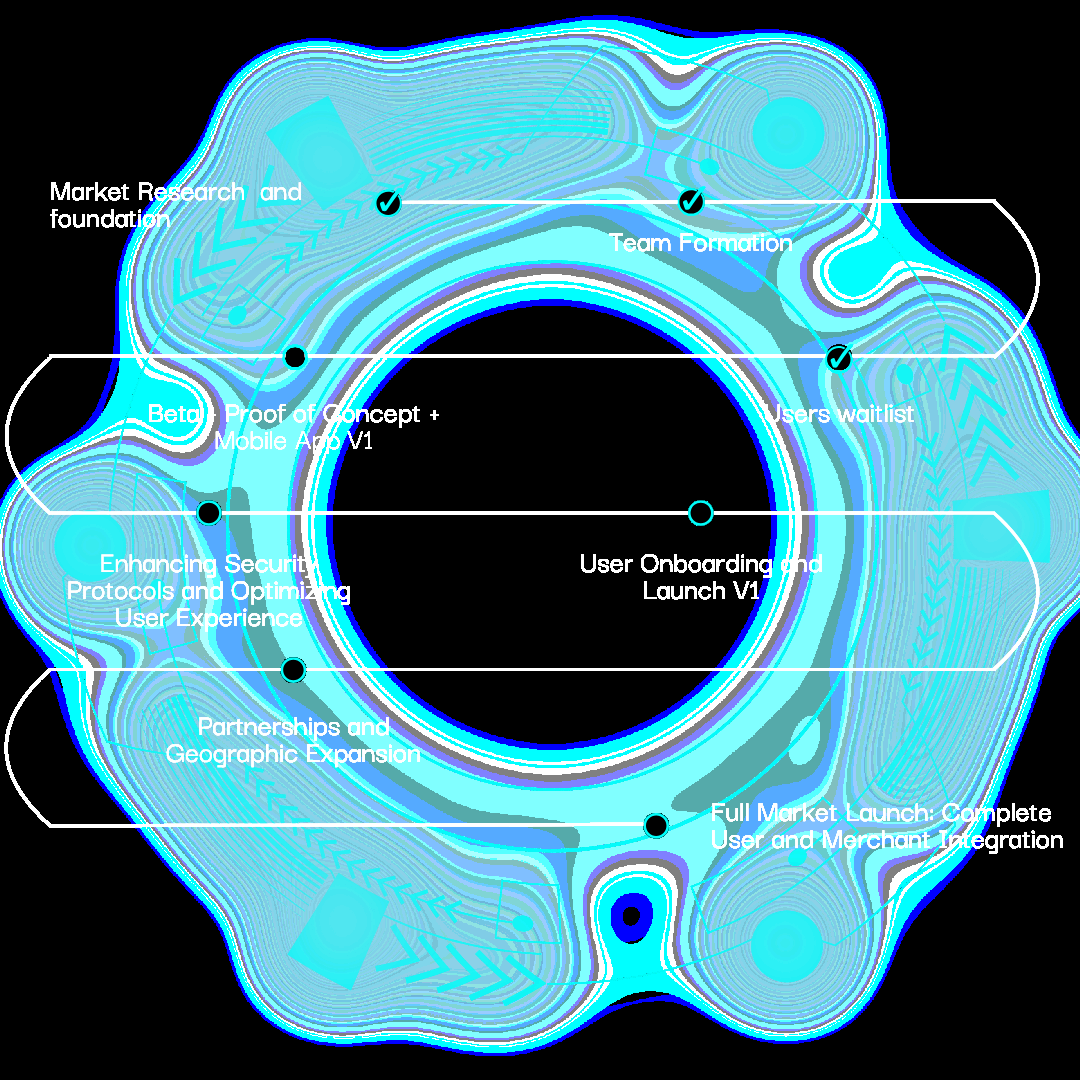 Market Research and
foundation
Team Formation
Beta - Proof of Concept +
Mobile App V1
Users waitlist
Enhancing Security
Protocols and Optimizing
User Experience
User Onboarding and
Launch V1
Partnerships and
Geographic Expansion
Full Market Launch: Complete
User and Merchant Integration